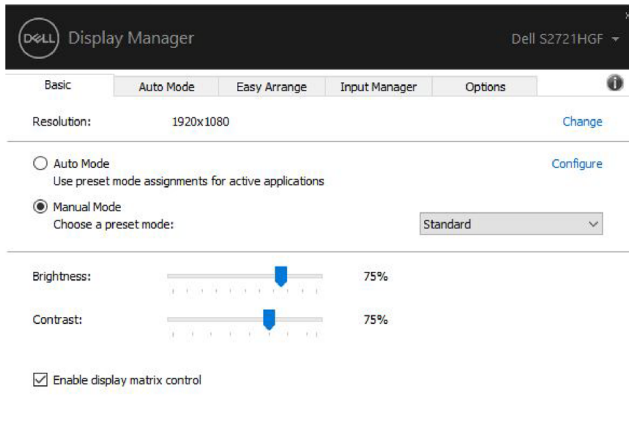 DELL Display Manager
Dell S2721HGF
Basic
Auto Mode
Easy Arrange
Input Manager
Options
Resolution: 1920x1080 Change
Auto Mode Configure
Use preset mode assignments for active applications
Manual Mode
Choose a preset mode: Standard
Brightness: 75%
Contrast: 75%
Enable display matrix control